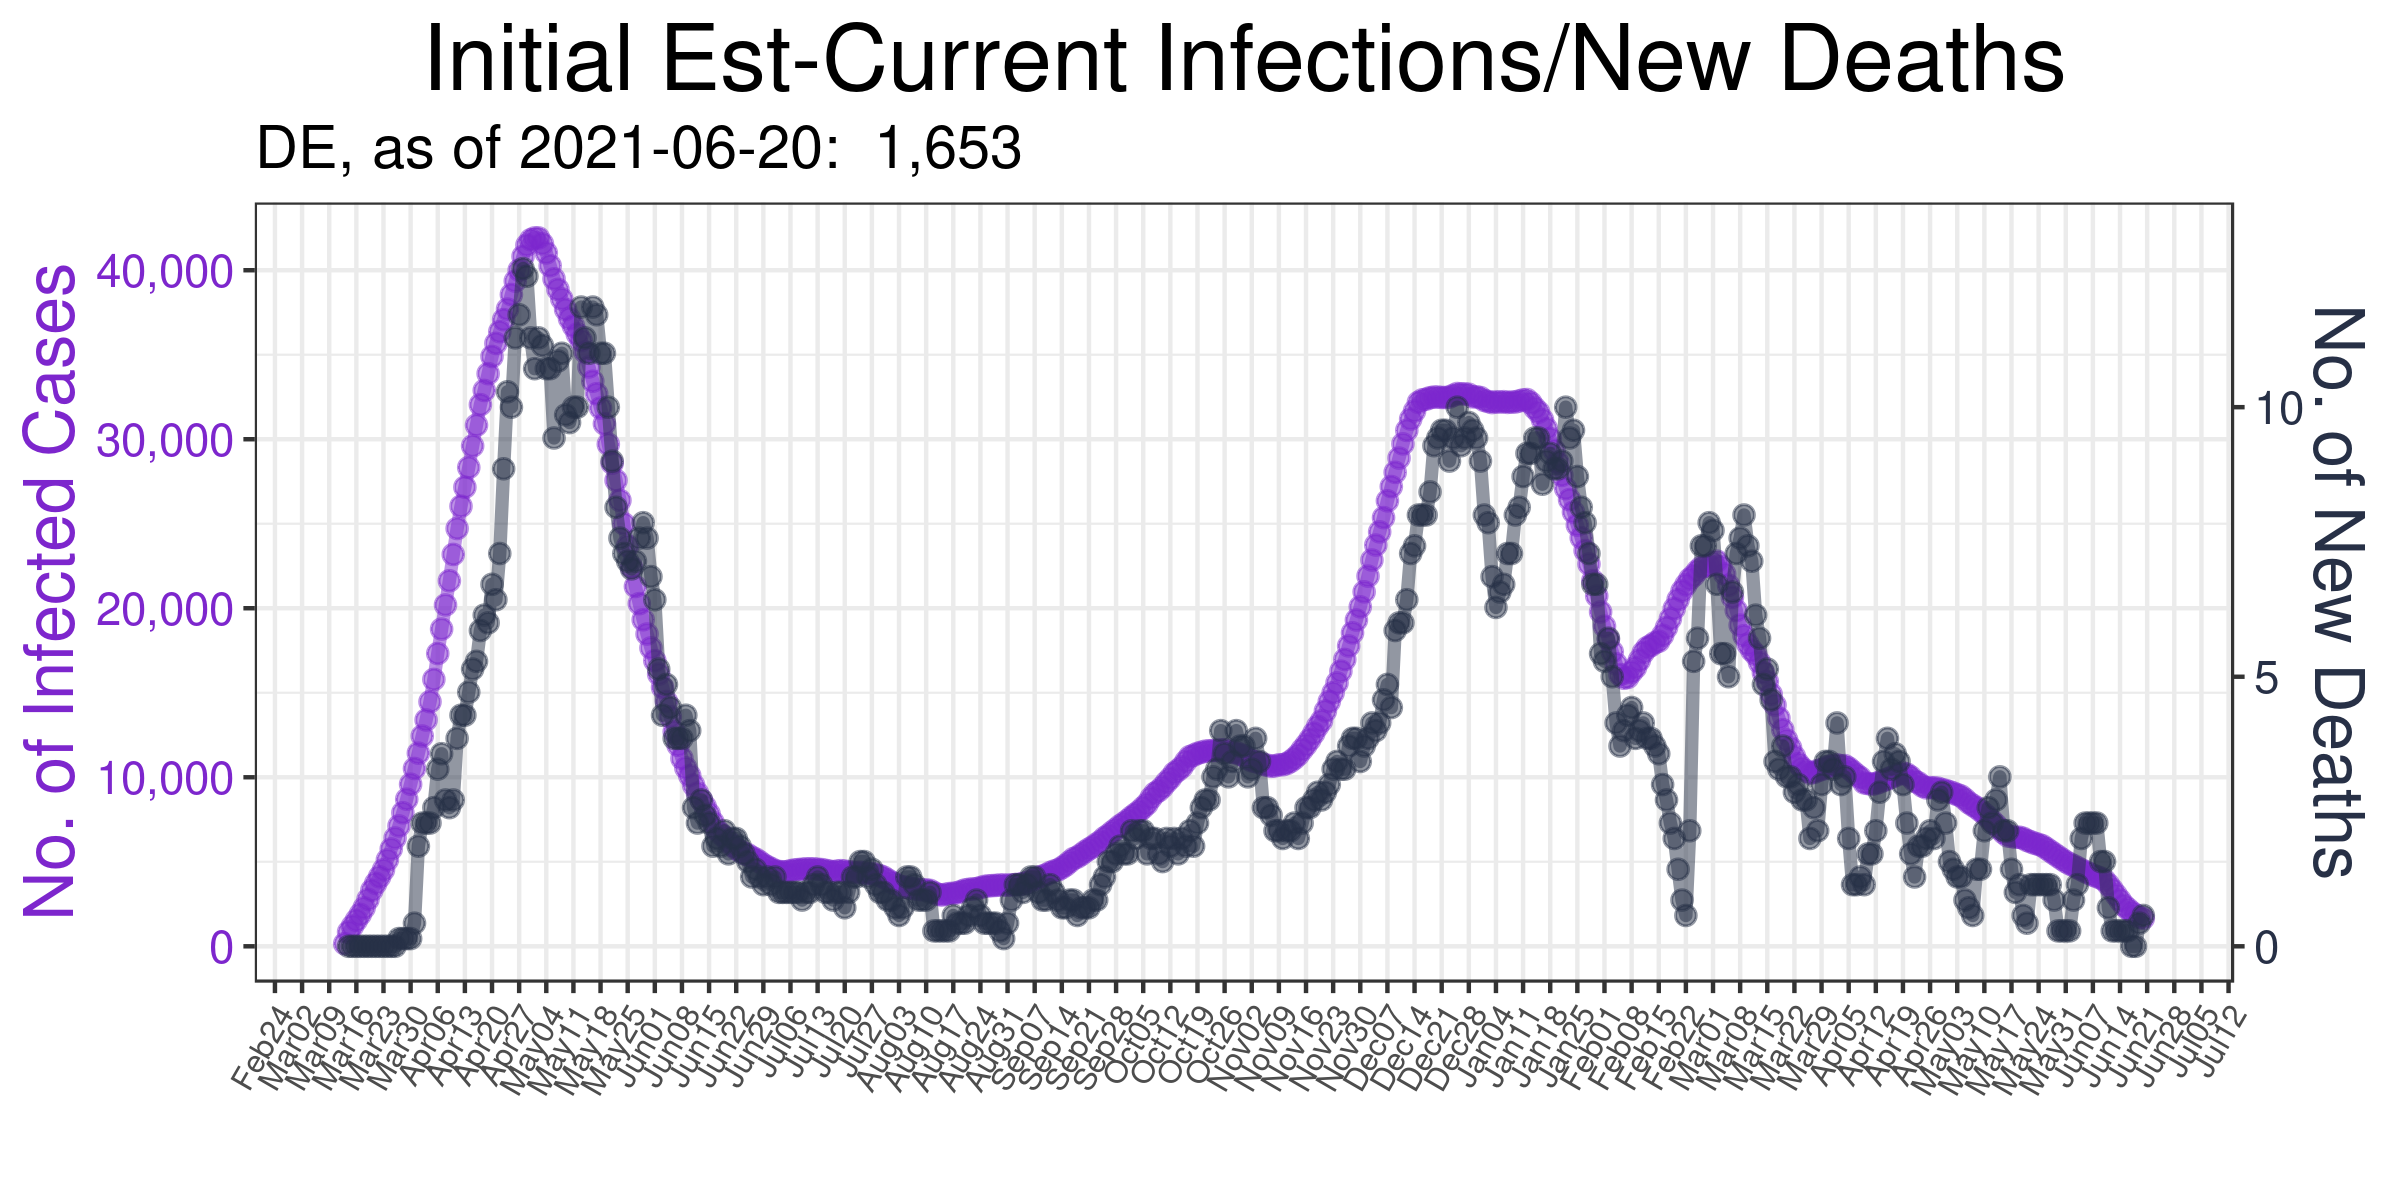 Initial Est-Current Infections/New Deaths
DE, as of 2021-06-20: 1,653
No. of Infected Cases
40,000
30,000
20,000
10,000
0
10
5
0
No. of New Deaths
Feb24
Mar02
Mar09
Mar16
Mar23
Mar30
Apr06
Apr13
Apr20
Apr27
May04
May11
May18
May25
Jun01
Jun08
Jun15
Jun22
Jun29
Jul06
Jul13
Jul20
Jul27
Aug03
Aug10
Aug17
Aug24
Aug31
Sep07
Sep14
Sep21
Sep28
Oct05
Oct12
Oct19
Oct26
Nov02
Nov09
Nov16
Nov23
Nov30
Dec07
Dec14
Dec21
Dec28
Jan04
Jan11
Jan18
Jan25
Feb01
Feb08
Feb15
Feb22
Mar01
Mar08
Mar15
Mar22
Mar29
Apr05
Apr12
Apr19
Apr26
May03
May10
May17
May24
May31
Jun07
Jun14
Jun21
Jun28
Jul05
Jul12